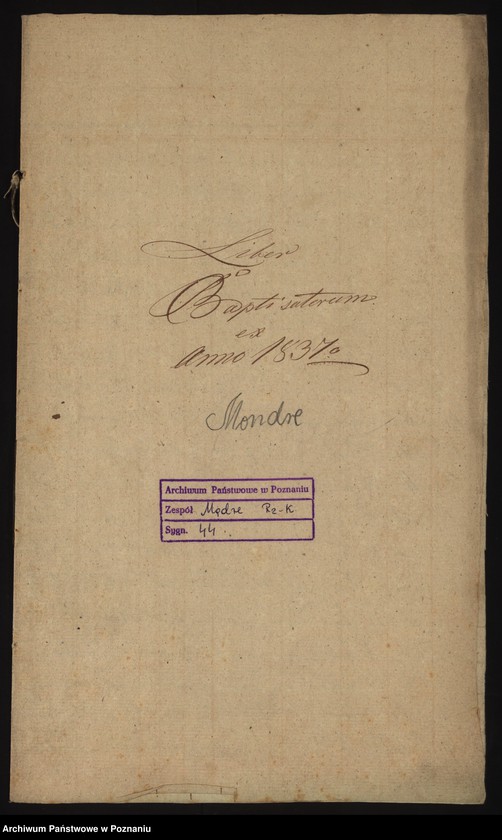 Liber
Baptisatorum
ex
Anno 1837o
Mondre
Archiwum Państwowe w Poznaniu
Zespół Mądre Rz-K
Sygn. 44
Archiwum Państwowe w Poznaniu